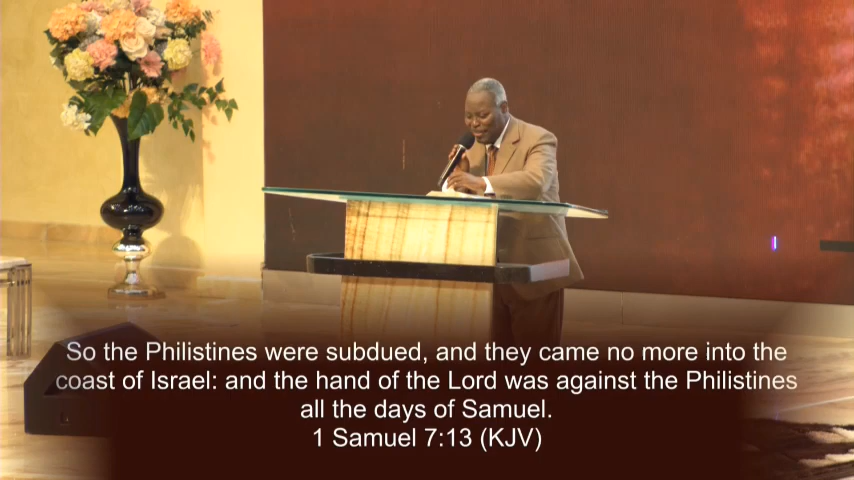 So the Philistines were subdued, and they came no more into the
coast of Israel: and the hand of the Lord was against the Philistines
all the days of Samuel.
1 Samuel 7:13 (KJV)